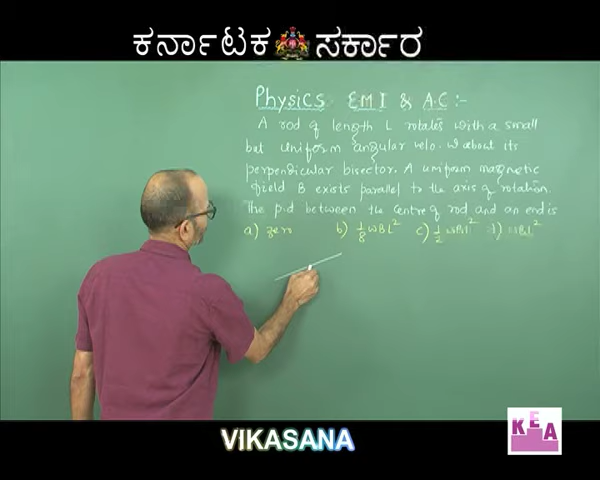 ಕರ್ನಾಟಕ ಸರ್ಕಾರ
Physics EMI & A.C :-
A rod of length L rotates with a small
but uniform angular velo. ω about its
perpendicular bisector. A uniform magnetic
field B exists parallel to the axis of rotation.
The p.d between the centre of rod and an end is
a) zero b) 1/8 ωBL² c) 1/2 ωBL² d) ωBL²
KEA
VIKASANA